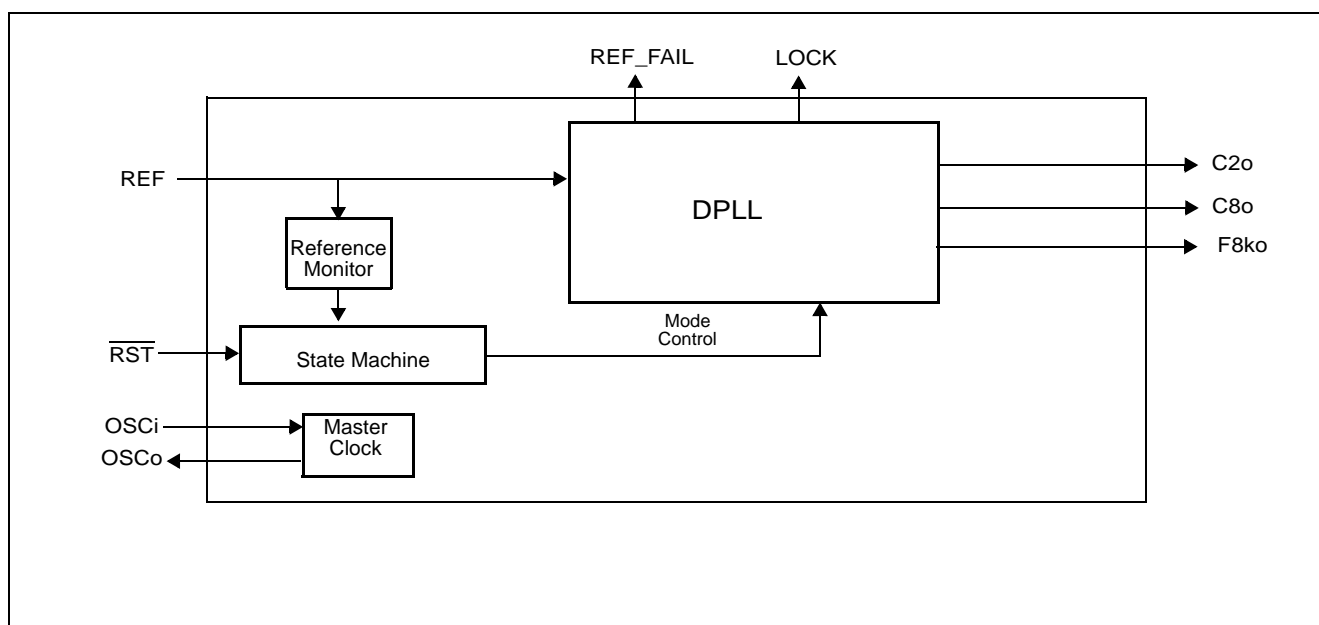 REF_FAIL
LOCK
REF
DPLL
C2o
C8o
F8ko
Reference
Monitor
Mode
Control
RST
State Machine
OSCi
OSCo
Master
Clock